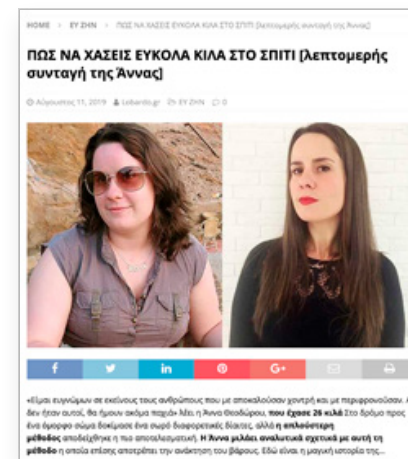 HOME > ΕΥ ΖΗΝ > ΠΩΣ ΝΑ ΧΑΣΕΙΣ ΕΥΚΟΛΑ ΚΙΛΑ ΣΤΟ ΣΠΙΤΙ [λεπτομερής συνταγή της Άννας]
ΠΩΣ ΝΑ ΧΑΣΕΙΣ ΕΥΚΟΛΑ ΚΙΛΑ ΣΤΟ ΣΠΙΤΙ [λεπτομερής
συνταγή της Άννας]
Αύγουστος 11, 2019 Lobardo.gr ΕΥ ΖΗΝ 0
f in G+
«Είμαι ευγνώμων σε εκείνους τους ανθρώπους που με αποκαλούσαν χοντρή και με περιφρονούσαν.
δεν ήταν αυτοί, θα ήμουν ακόμα παχιά» λέει η Άννα Θεοδώρου, που έχασε 26 κιλά Στο δρόμο προς
ένα όμορφο σώμα δοκίμασε ένα σωρό διαφορετικές δίαιτες, αλλά η απλούστερη
μέθοδος αποδείχθηκε η πιο αποτελεσματική. Η Άννα μιλάει αναλυτικά σχετικά με αυτή τη
μέθοδο η οποία επίσης αποτρέπει την ανάκτηση του βάρους. Εδώ είναι η μαγική ιστορία της...